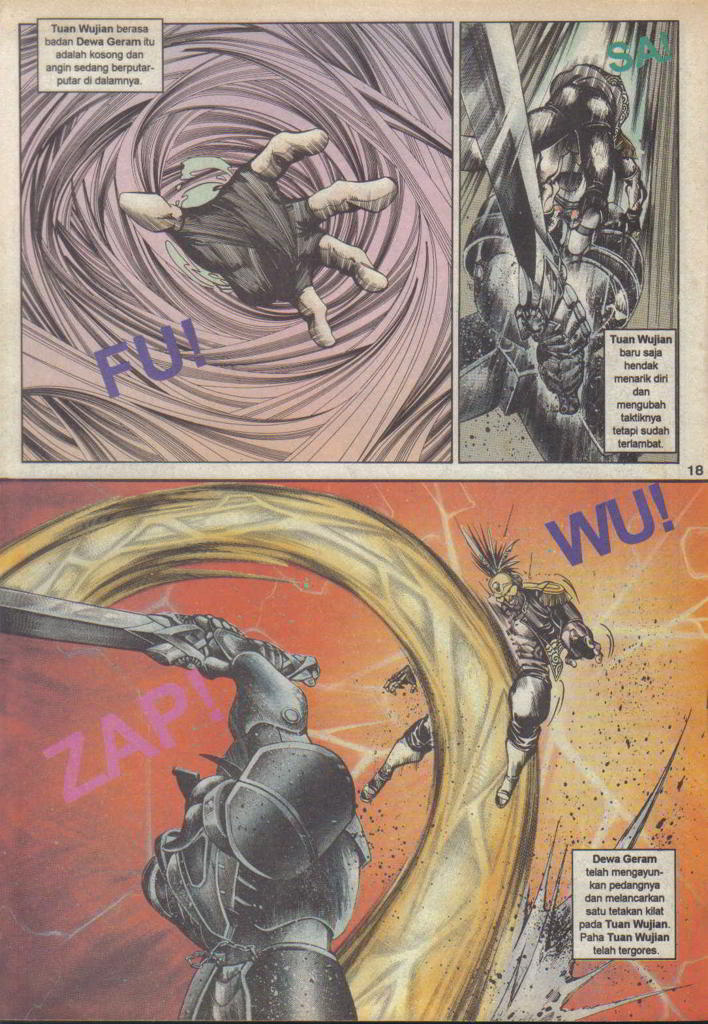 Tuan Wujian berasa
badan Dewa Geram itu
adalah kosong dan
angin sedang berputar-
putar di dalamnya.
FU!
SA!
Tuan Wujian
baru saja
hendak
menarik diri
dan
mengubah
taktiknya
tetapi sudah
terlambat.
18
WU!
ZAP!
Dewa Geram
telah mengayun-
kan pedangnya
dan melancarkan
satu tetakan kilat
pada Tuan Wujian.
Paha Tuan Wujian
telah tergores.